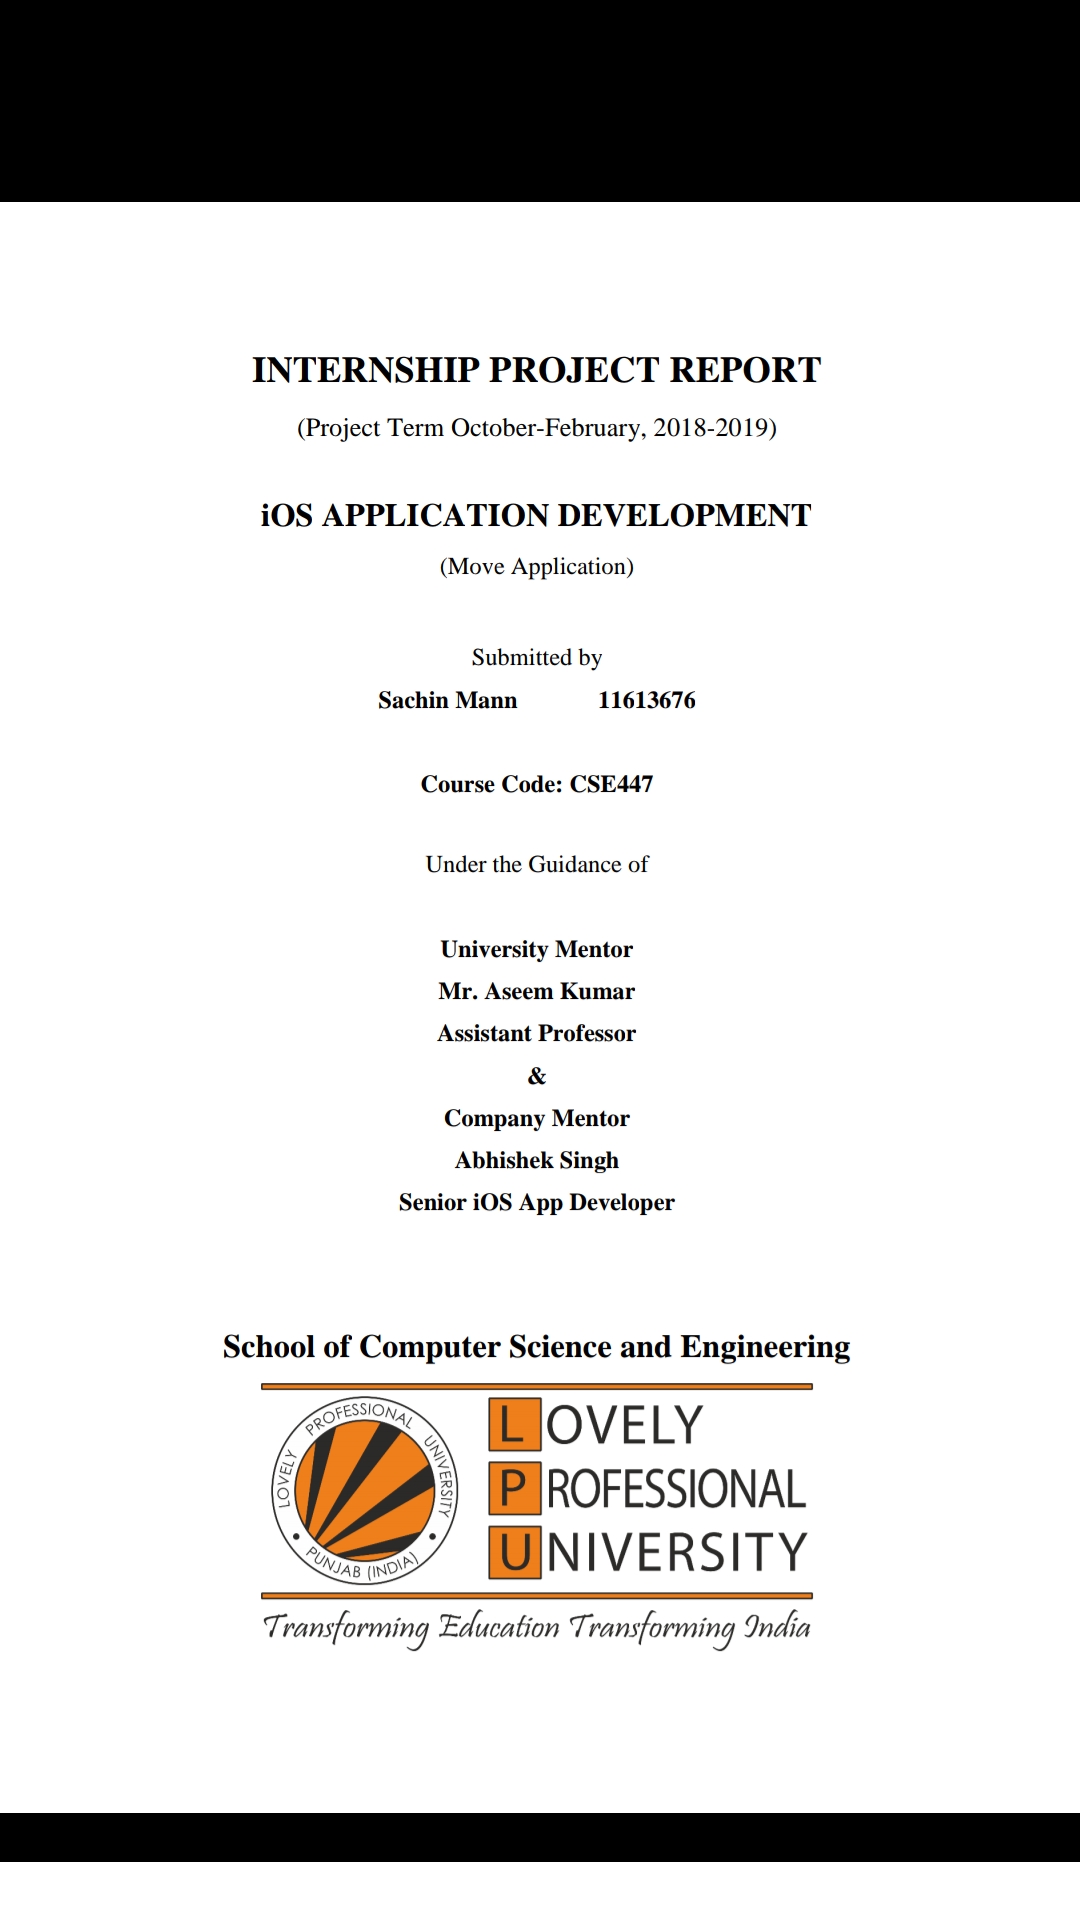 INTERNSHIP PROJECT REPORT
(Project Term October-February, 2018-2019)
iOS APPLICATION DEVELOPMENT
(Move Application)
Submitted by
Sachin Mann 11613676
Course Code: CSE447
Under the Guidance of
University Mentor
Mr. Aseem Kumar
Assistant Professor
&
Company Mentor
Abhishek Singh
Senior iOS App Developer
School of Computer Science and Engineering
LOVELY PROFESSIONAL UNIVERSITY
PUNJAB (INDIA)
LOVELY
PROFESSIONAL
UNIVERSITY
Transforming Education Transforming India